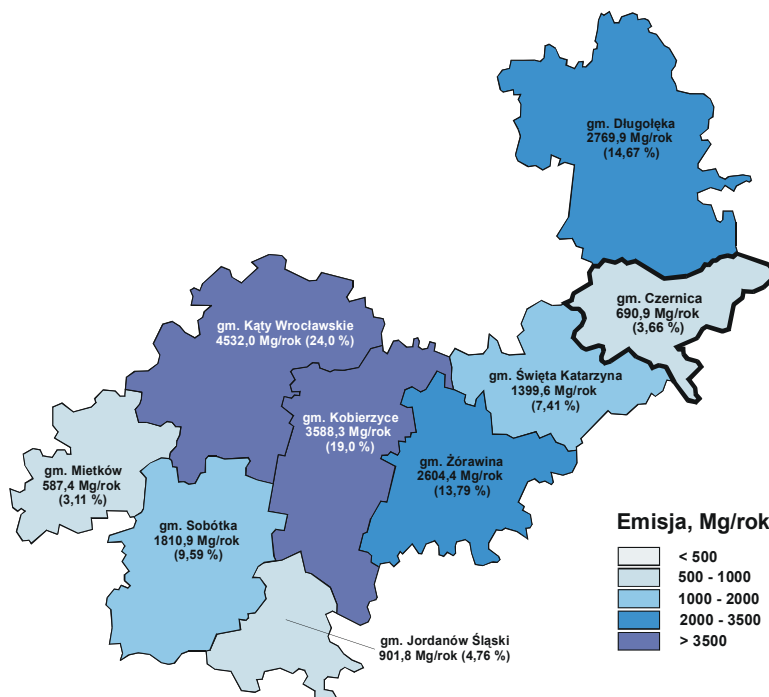 gm. Długołęka
2769,9 Mg/rok
(14,67 %)
gm. Czernica
690,9 Mg/rok
(3,66 %)
gm. Kąty Wrocławskie
4532,0 Mg/rok (24,0 %)
gm. Święta Katarzyna
1399,6 Mg/rok
(7,41 %)
gm. Kobierzyce
3588,3 Mg/rok
(19,0 %)
gm. Żórawina
2604,4 Mg/rok
(13,79 %)
gm. Mietków
587,4 Mg/rok
(3,11 %)
gm. Sobótka
1810,9 Mg/rok
(9,59 %)
gm. Jordanów Śląski
901,8 Mg/rok (4,76 %)
Emisja, Mg/rok
< 500
500 - 1000
1000 - 2000
2000 - 3500
> 3500